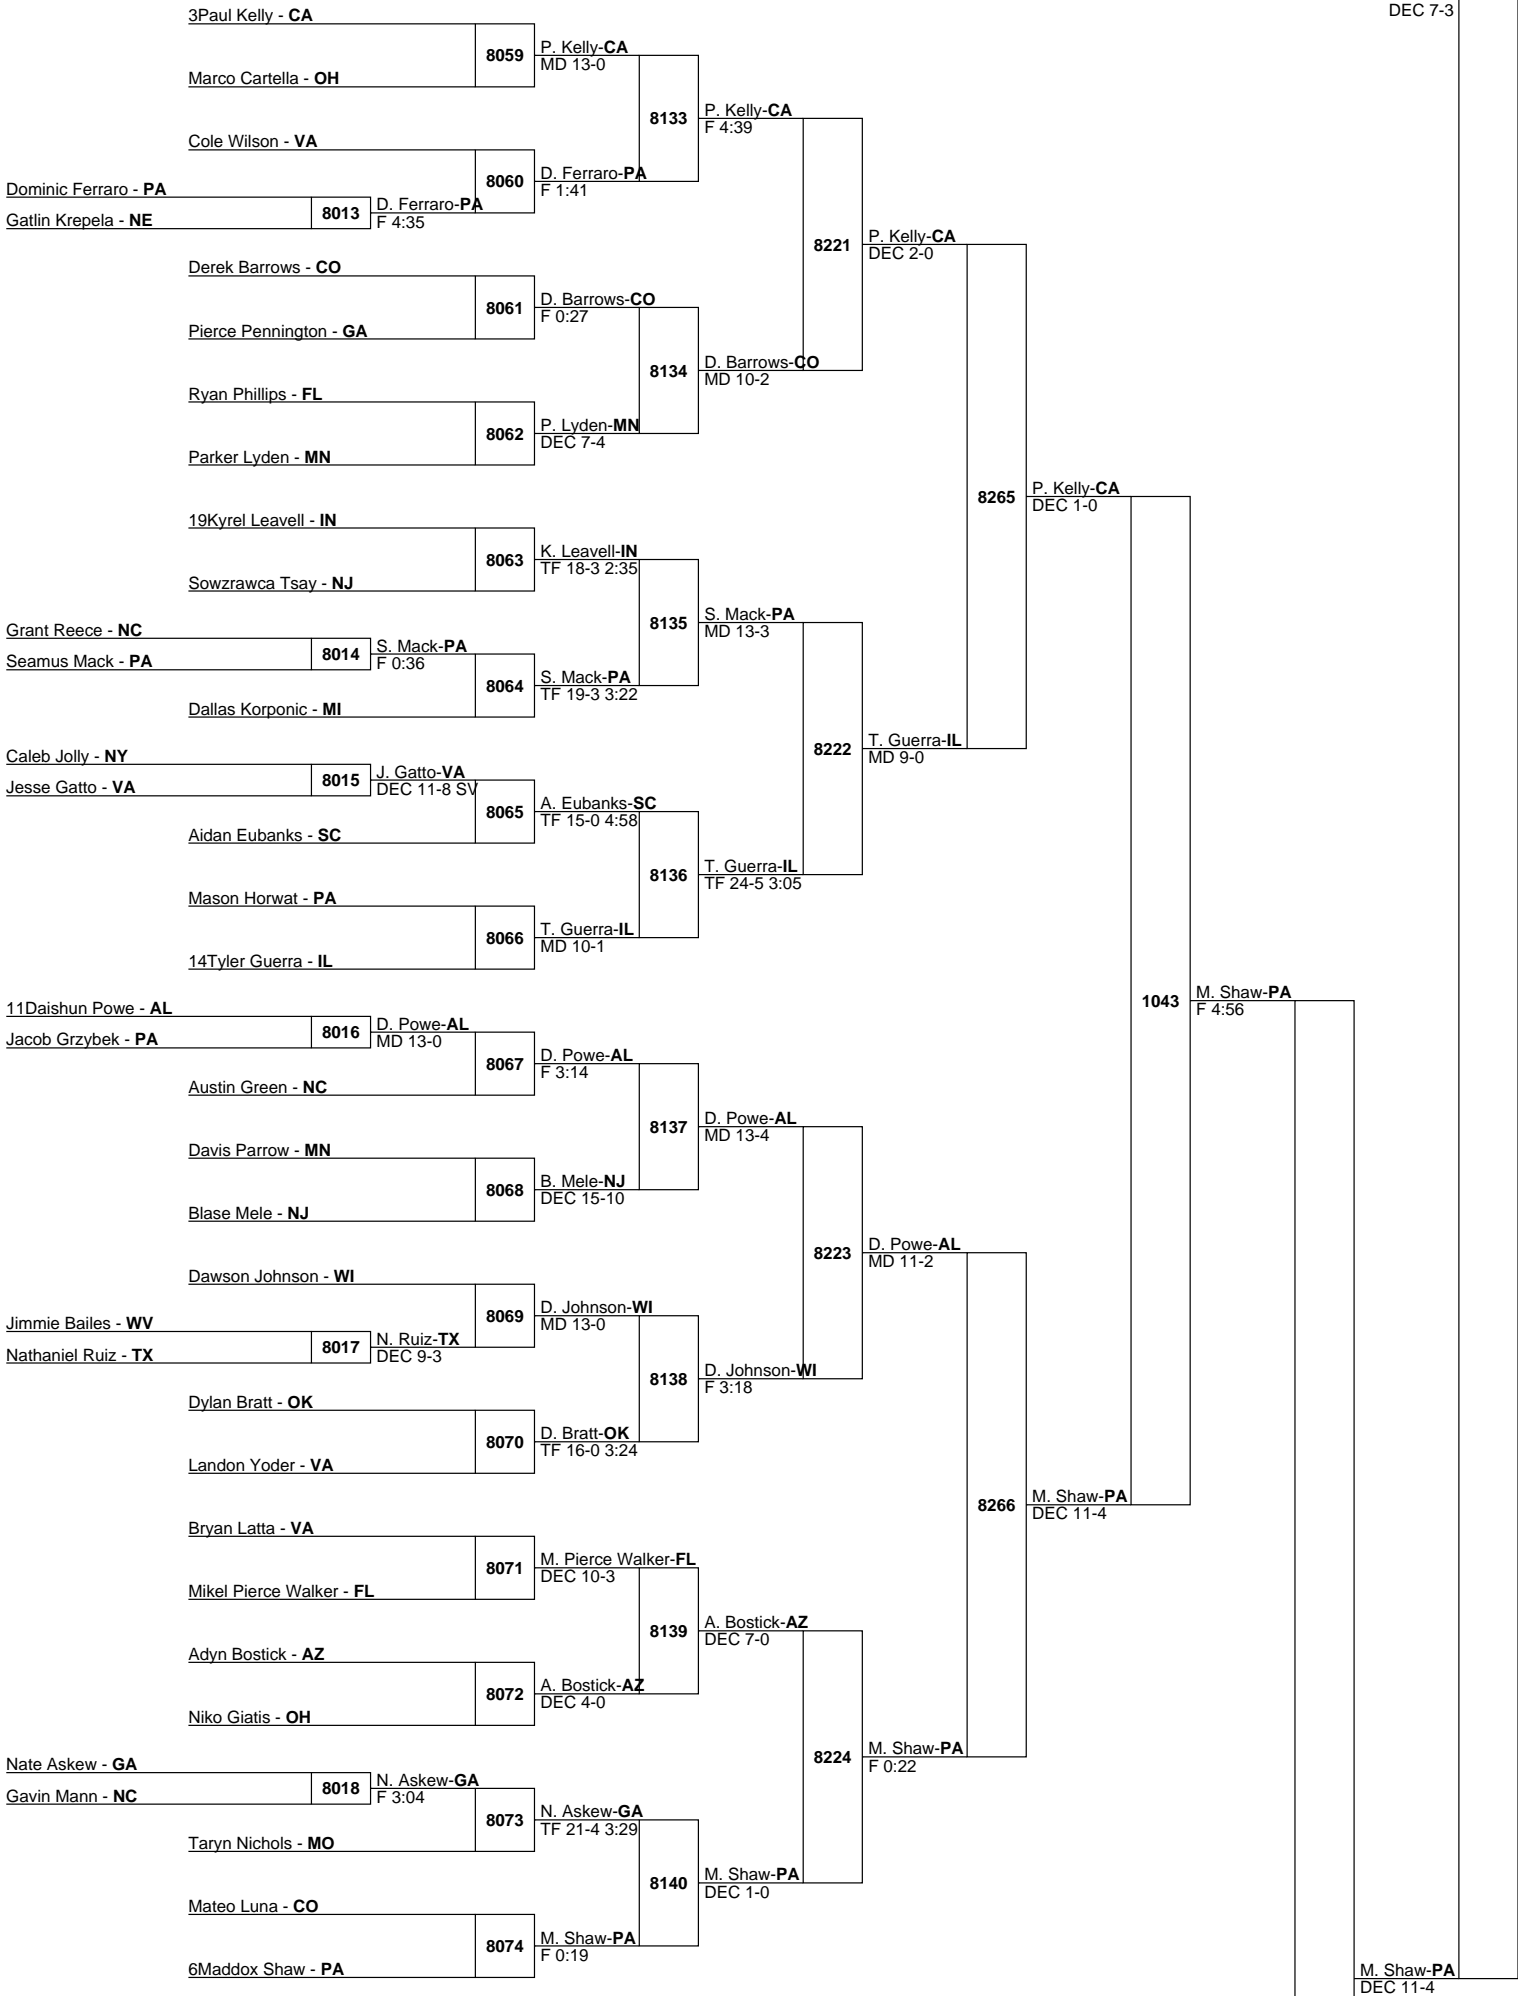 DEC 7-3
3Paul Kelly - CA
8059
P. Kelly-CA
MD 13-0
Marco Cartella - OH
8133
P. Kelly-CA
F 4:39
Cole Wilson - VA
8060
D. Ferraro-PA
F 1:41
Dominic Ferraro - PA
8013
D. Ferraro-PA
F 4:35
Gatlin Krepela - NE
8221
P. Kelly-CA
DEC 2-0
Derek Barrows - CO
8061
D. Barrows-CO
F 0:27
Pierce Pennington - GA
8134
D. Barrows-CO
MD 10-2
Ryan Phillips - FL
8062
P. Lyden-MN
DEC 7-4
Parker Lyden - MN
8265
P. Kelly-CA
DEC 1-0
19Kyrel Leavell - IN
8063
K. Leavell-IN
TF 18-3 2:35
Sowzrawca Tsay - NJ
8135
S. Mack-PA
MD 13-3
Grant Reece - NC
8014
S. Mack-PA
F 0:36
Seamus Mack - PA
8064
S. Mack-PA
TF 19-3 3:22
Dallas Korponic - MI
8222
T. Guerra-IL
MD 9-0
Caleb Jolly - NY
8015
J. Gatto-VA
DEC 11-8 SV
Jesse Gatto - VA
8065
A. Eubanks-SC
TF 15-0 4:58
Aidan Eubanks - SC
8136
T. Guerra-IL
TF 24-5 3:05
Mason Horwat - PA
8066
T. Guerra-IL
MD 10-1
14Tyler Guerra - IL
1043
M. Shaw-PA
F 4:56
11Daishun Powe - AL
8016
D. Powe-AL
MD 13-0
Jacob Grzybek - PA
8067
D. Powe-AL
F 3:14
Austin Green - NC
8137
D. Powe-AL
MD 13-4
Davis Parrow - MN
8068
B. Mele-NJ
DEC 15-10
Blase Mele - NJ
8223
D. Powe-AL
MD 11-2
Dawson Johnson - WI
8069
D. Johnson-WI
MD 13-0
Jimmie Bailes - WV
8017
N. Ruiz-TX
DEC 9-3
Nathaniel Ruiz - TX
8138
D. Johnson-WI
F 3:18
Dylan Bratt - OK
8070
D. Bratt-OK
TF 16-0 3:24
Landon Yoder - VA
8266
M. Shaw-PA
DEC 11-4
Bryan Latta - VA
8071
M. Pierce Walker-FL
DEC 10-3
Mikel Pierce Walker - FL
8139
A. Bostick-AZ
DEC 7-0
Adyn Bostick - AZ
8072
A. Bostick-AZ
DEC 4-0
Niko Giatis - OH
8224
M. Shaw-PA
F 0:22
Nate Askew - GA
8018
N. Askew-GA
F 3:04
Gavin Mann - NC
8073
N. Askew-GA
TF 21-4 3:29
Taryn Nichols - MO
8140
M. Shaw-PA
DEC 1-0
Mateo Luna - CO
8074
M. Shaw-PA
F 0:19
6Maddox Shaw - PA
M. Shaw-PA
DEC 11-4